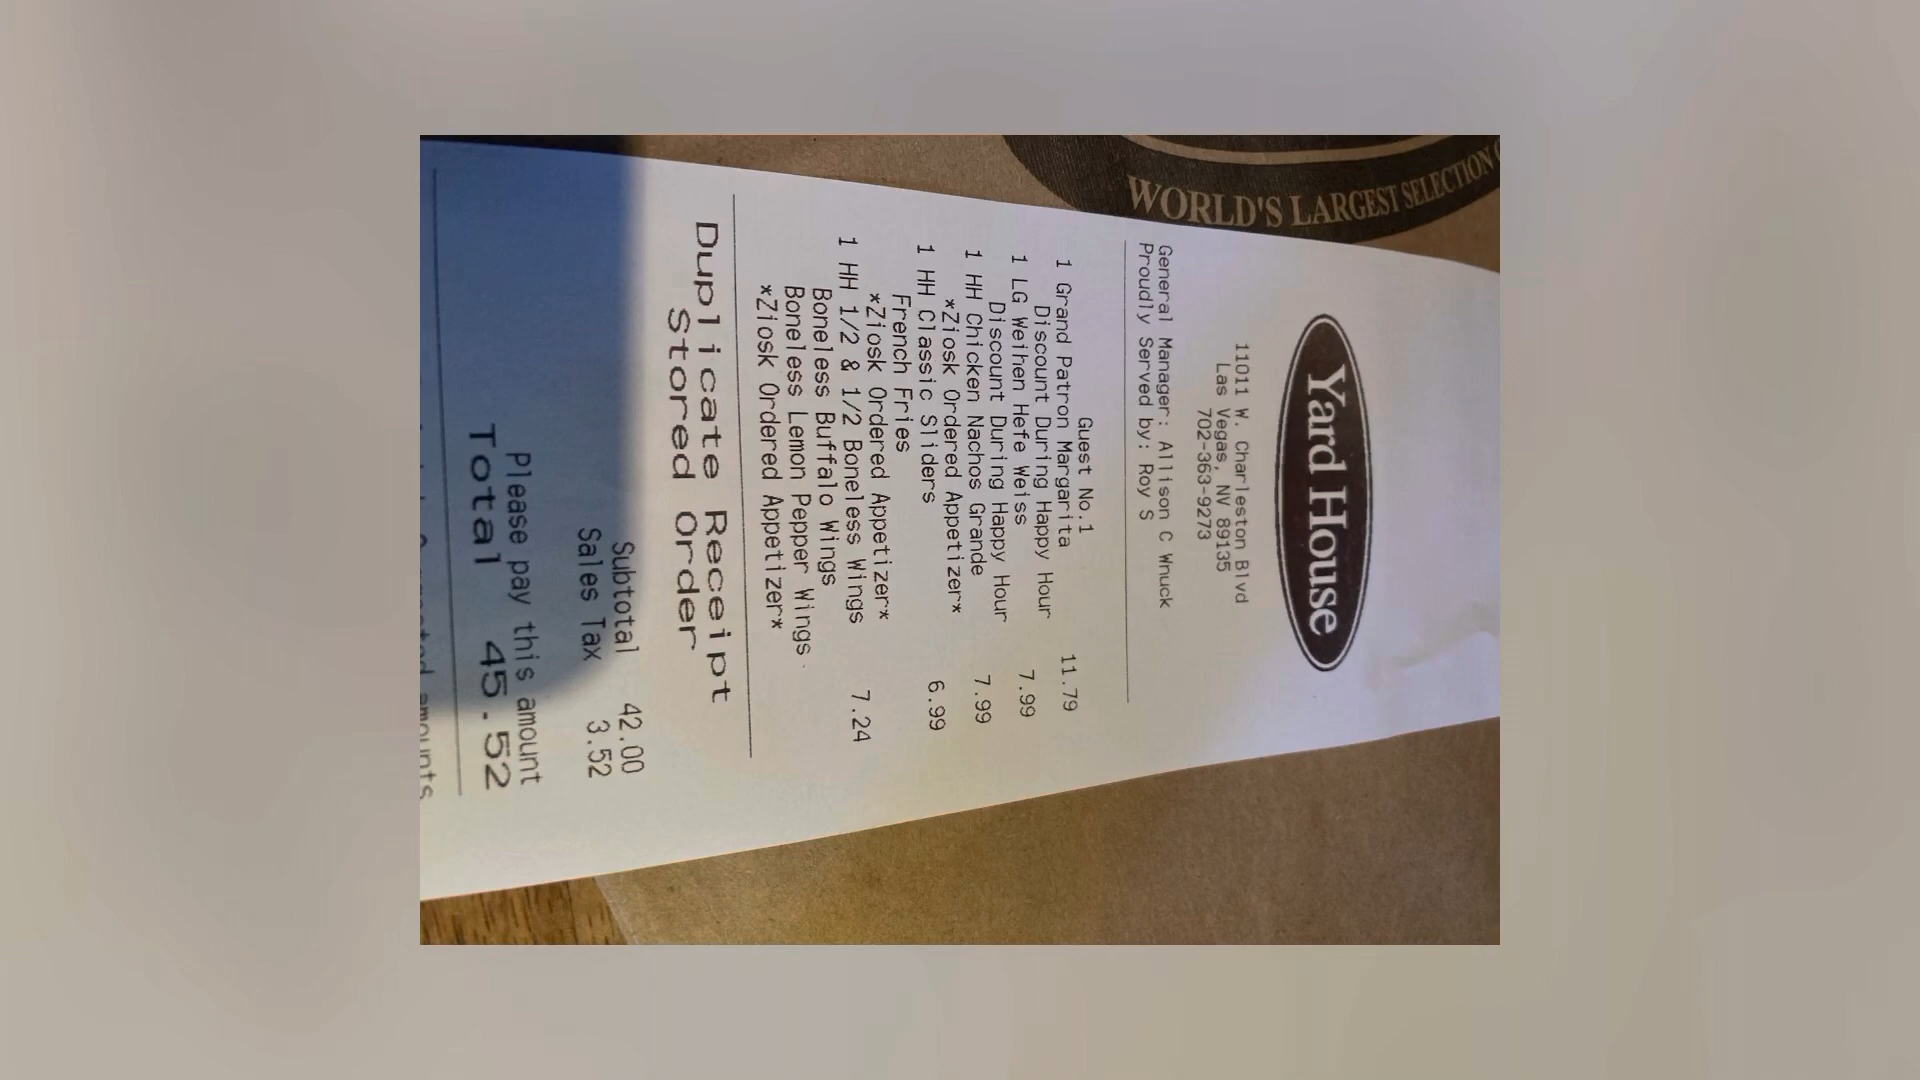 WORLD'S LARGEST SELECTION
Yard House
11011 W. Charleston Blvd
Las Vegas, NV 89135
702-363-9273
General Manager: Allison C Wnuck
Proudly Served by: Roy S
Guest No.1
1 Grand Patron Margarita 11.79
Discount During Happy Hour
1 LG Weihen Hefe Weiss 7.99
Discount During Happy Hour
1 HH Chicken Nachos Grande 7.99
*Ziosk Ordered Appetizer*
1 HH Classic Sliders 6.99
French Fries
*Ziosk Ordered Appetizer*
1 HH 1/2 & 1/2 Boneless Wings 7.24
Boneless Buffalo Wings
Boneless Lemon Pepper Wings
*Ziosk Ordered Appetizer*
Duplicate Receipt
Stored Order
Subtotal 42.00
Sales Tax 3.52
Please pay this amount
Total 45.52
amounts